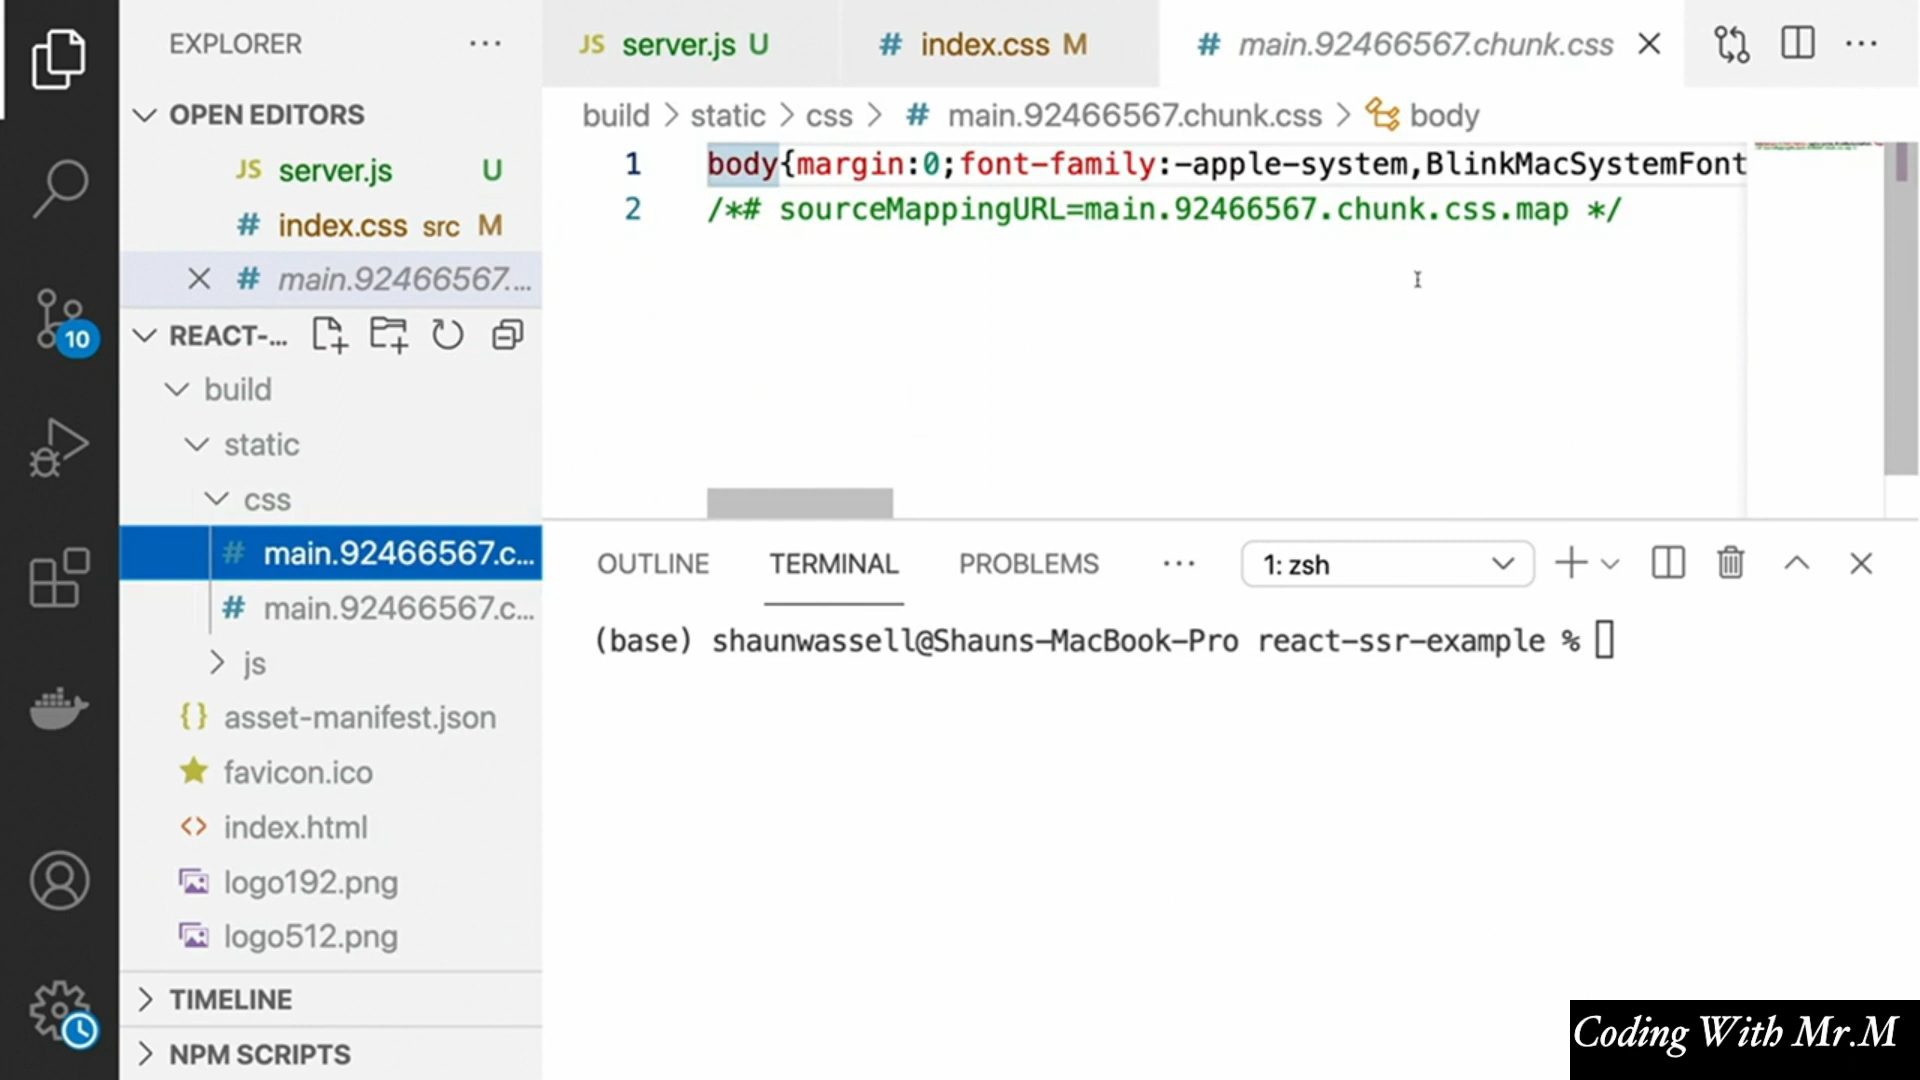 EXPLORER
OPEN EDITORS
JS server.js U
# index.css src M
# main.92466567....
REACT-...
build
static
css
# main.92466567.c...
# main.92466567.c...
js
{} asset-manifest.json
favicon.ico
<> index.html
logo192.png
logo512.png
TIMELINE
NPM SCRIPTS
10
JS server.js U
# index.css M
# main.92466567.chunk.css
build > static > css > # main.92466567.chunk.css > body
1 body{margin:0;font-family:-apple-system,BlinkMacSystemFont
2 /*# sourceMappingURL=main.92466567.chunk.css.map */
OUTLINE TERMINAL PROBLEMS ... 1: zsh
(base) shaunwassell@Shauns-MacBook-Pro react-ssr-example %
Coding With Mr.M